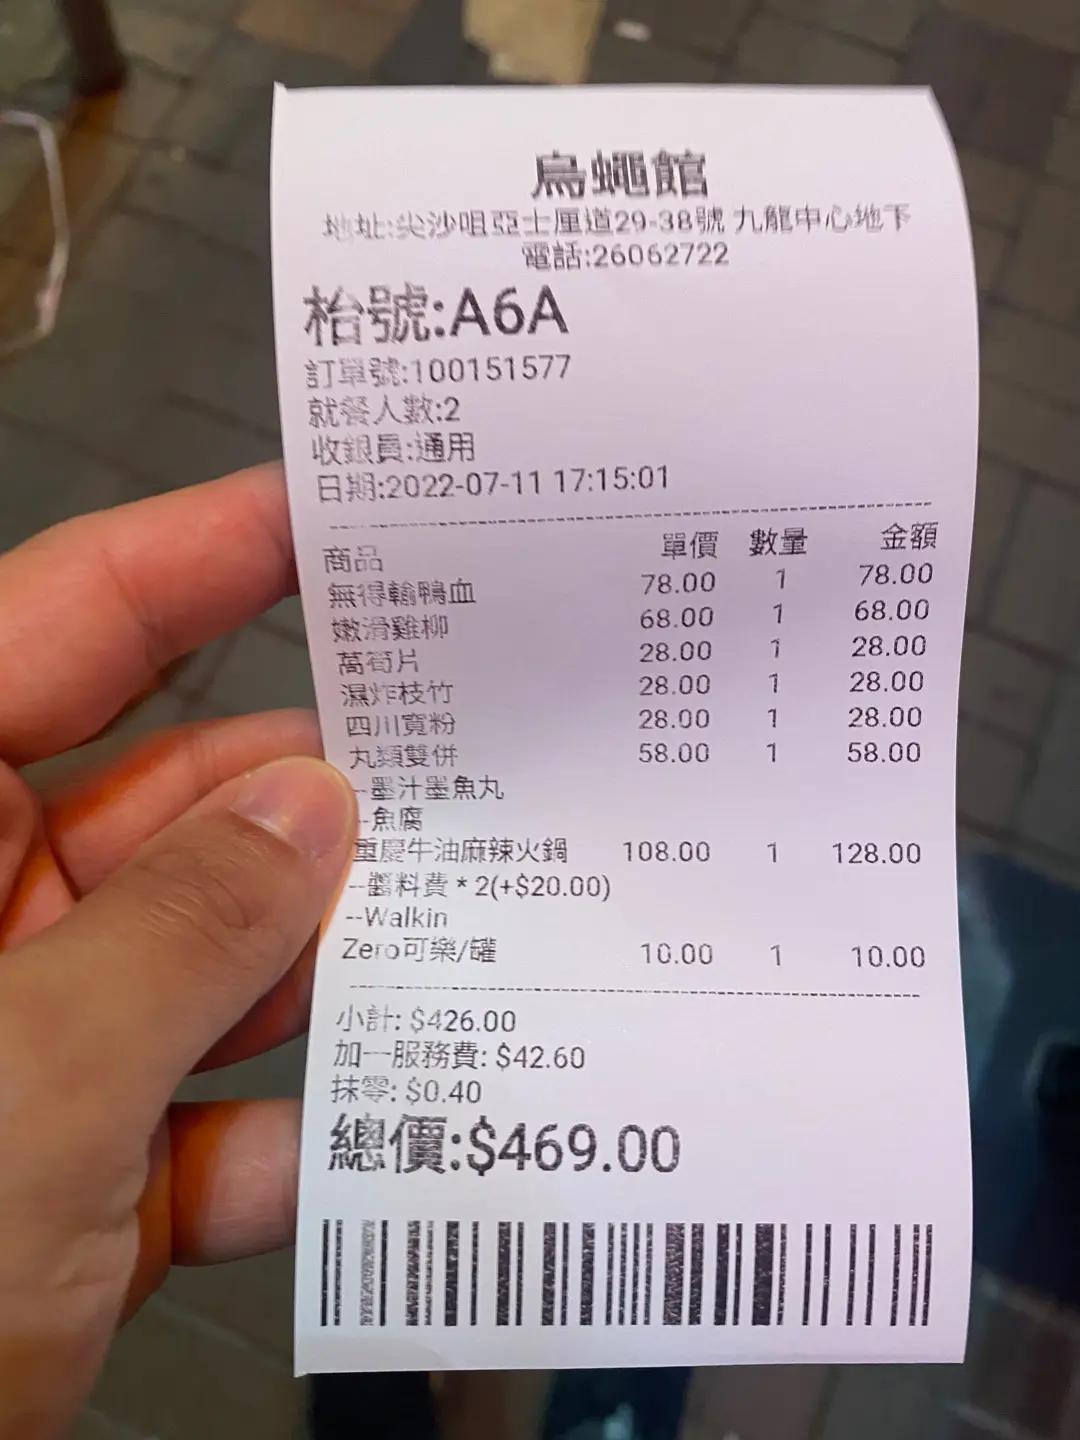 烏蠅館
地址:尖沙咀亞士厘道29-38號 九龍中心地下
電話:26062722
枱號:A6A
訂單號:100151577
就餐人數:2
收銀員:通用
日期:2022-07-11 17:15:01
商品 單價 數量 金額
無得輸鴨血 78.00 1 78.00
嫩滑雞柳 68.00 1 68.00
萵筍片 28.00 1 28.00
濕炸枝竹 28.00 1 28.00
四川寬粉 28.00 1 28.00
丸類雙併 58.00 1 58.00
--墨汁墨魚丸
--魚腐
重慶牛油麻辣火鍋 108.00 1 128.00
--醬料費 * 2(+$20.00)
--Walkin
Zero可樂/罐 10.00 1 10.00
小計: $426.00
加一服務費: $42.60
抹零: $0.40
總價:$469.00